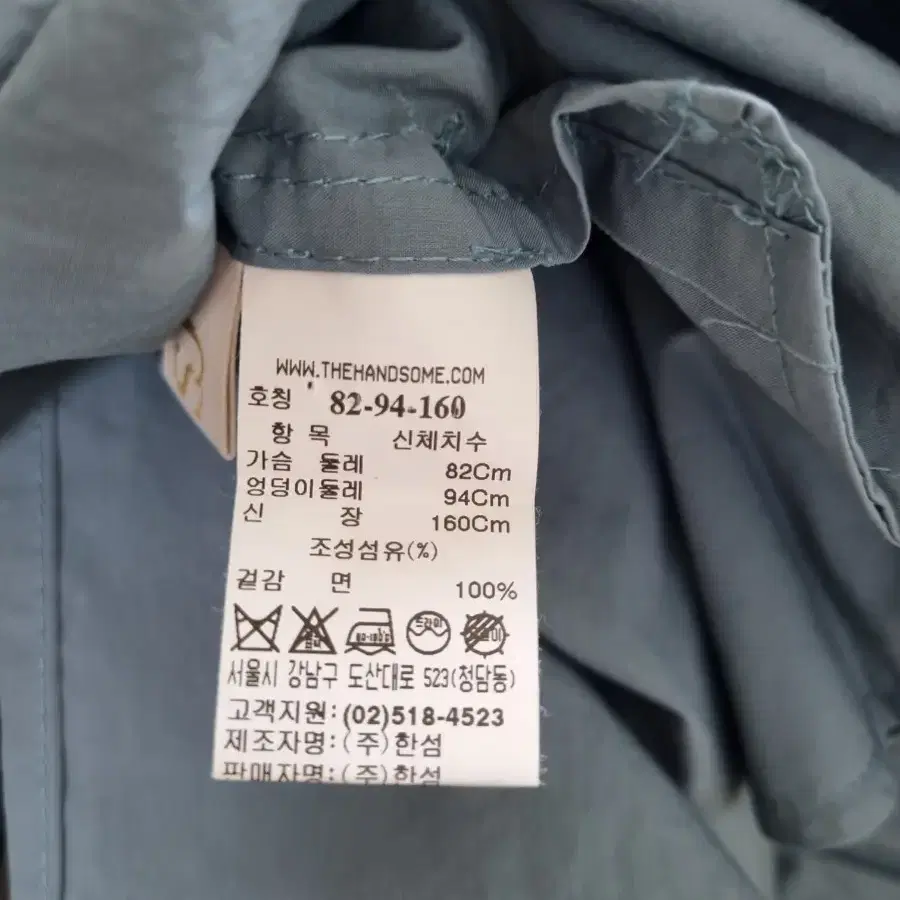 WWW.THEHANDSOME.COM
호칭 82-94-160
항 목 신체치수
가슴 둘레 82Cm
엉덩이둘레 94Cm
신 장 160Cm
조성섬유(%)
겉감 면 100%
드라이
서울시 강남구 도산대로 523(청담동)
고객지원:(02)518-4523
제조자명:(주)한섬
판매자명:(주)한섬